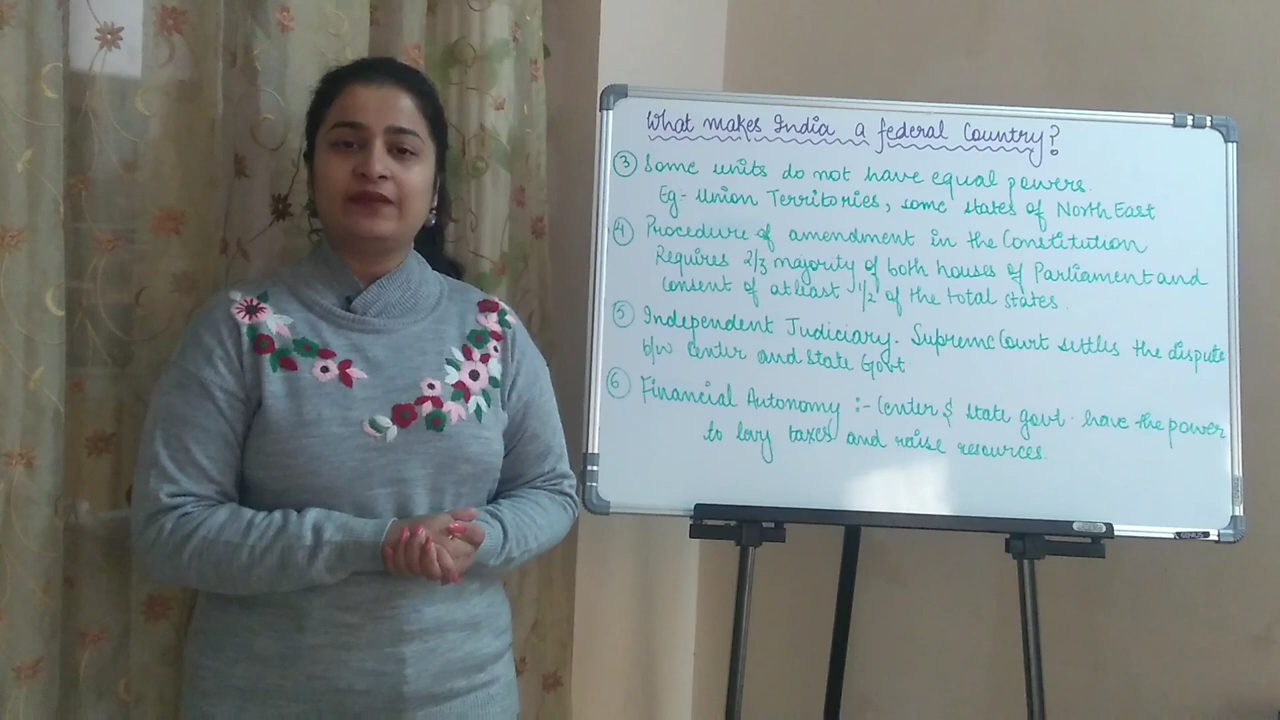 What makes India a federal Country?
③ Some units do not have equal powers.
Eg- Union Territories, some states of North East
④ Procedure of amendment in the Constitution
Requires 2/3 majority of both houses of Parliament and
Consent of atleast 1/2 of the total states.
⑤ Independent Judiciary. Supreme Court settles the dispute
b/w center and state Govt
⑥ Financial Autonomy :- Center & state govt. have the power
to levy taxes and raise resources.